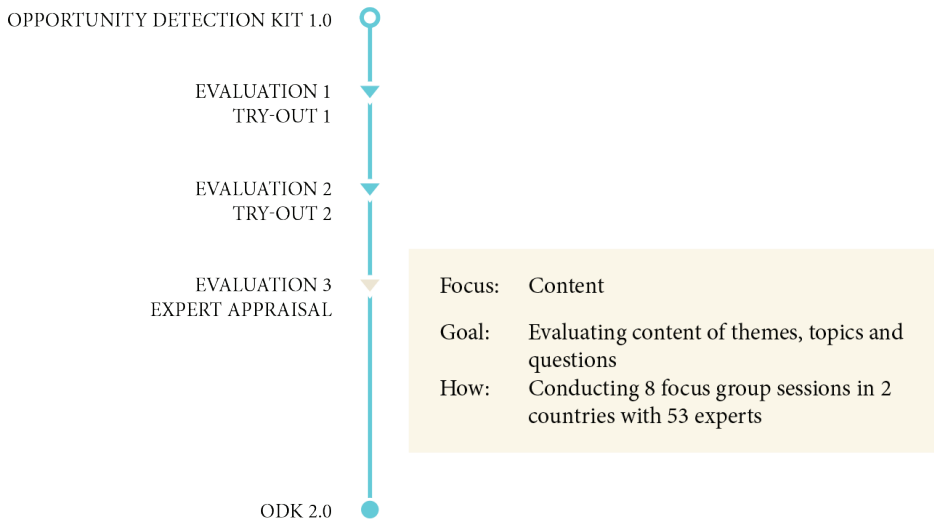 OPPORTUNITY DETECTION KIT 1.0
EVALUATION 1
TRY-OUT 1
EVALUATION 2
TRY-OUT 2
EVALUATION 3
EXPERT APPRAISAL
Focus: Content
Goal: Evaluating content of themes, topics and
questions
How: Conducting 8 focus group sessions in 2
countries with 53 experts
ODK 2.0